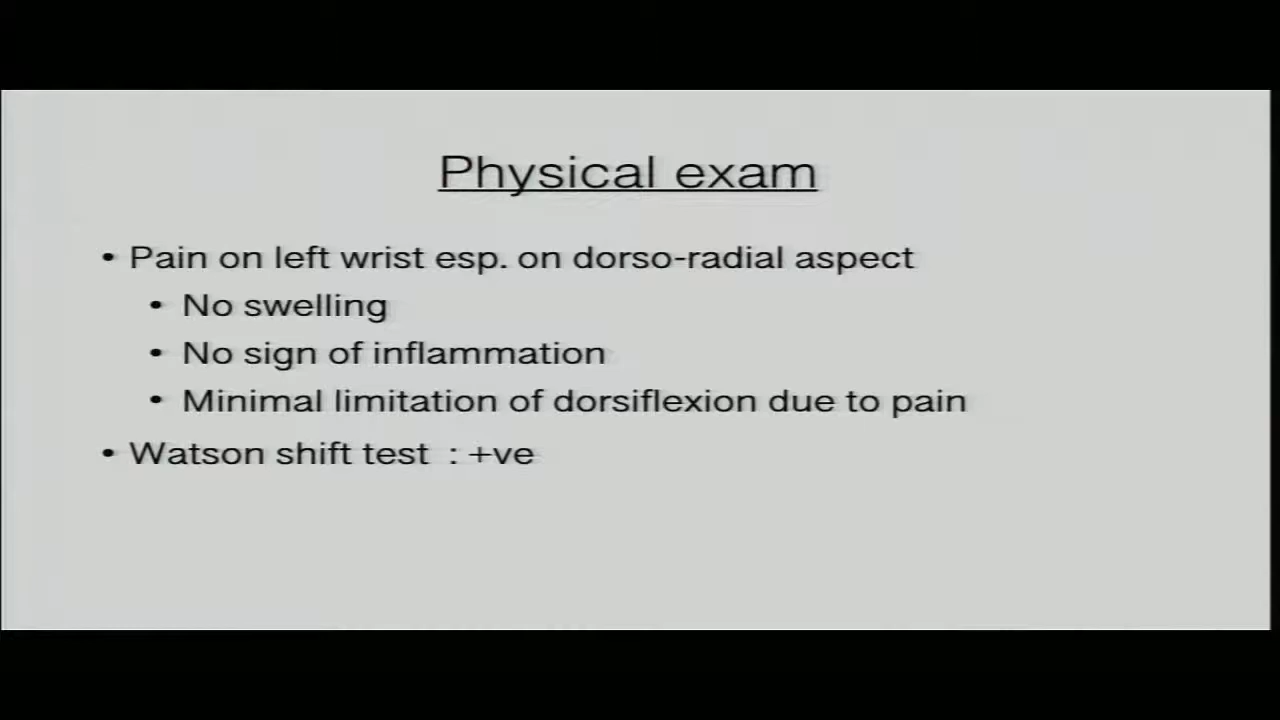 Physical exam
• Pain on left wrist esp. on dorso-radial aspect
• No swelling
• No sign of inflammation
• Minimal limitation of dorsiflexion due to pain
• Watson shift test : +ve